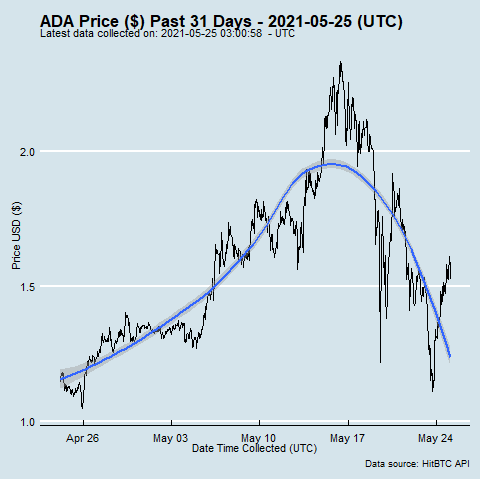 ADA Price ($) Past 31 Days - 2021-05-25 (UTC)
Latest data collected on: 2021-05-25 03:00:58 - UTC
Price USD ($)
2.0
1.5
1.0
Apr 26 May 03 May 10 May 17 May 24
Date Time Collected (UTC)
Data source: HitBTC API